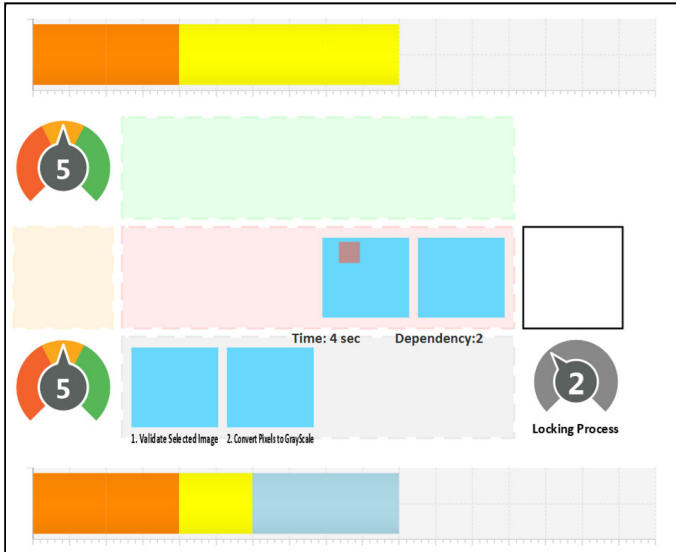 5
Time: 4 sec Dependency:2
5
2
1. Validate Selected Image 2. Convert Pixels to GrayScale
Locking Process